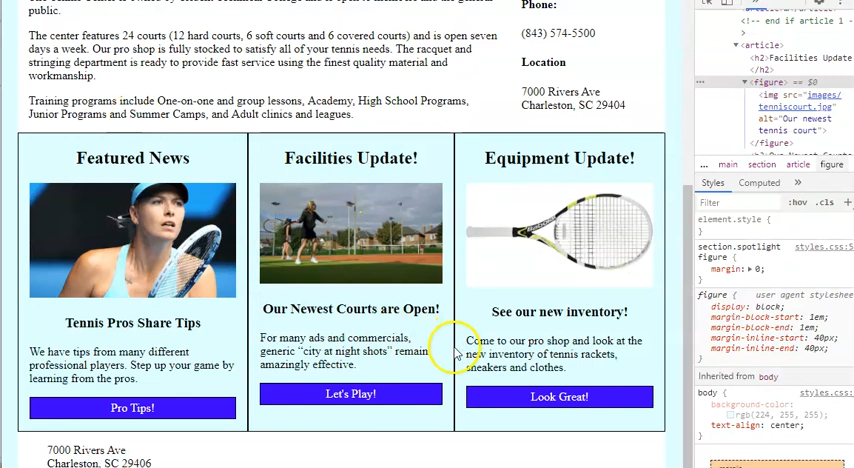 public.
The center features 24 courts (12 hard courts, 6 soft courts and 6 covered courts) and is open seven
days a week. Our pro shop is fully stocked to satisfy all of your tennis needs. The racquet and
stringing department is ready to provide fast service using the finest quality material and
workmanship.
Training programs include One-on-one and group lessons, Academy, High School Programs,
Junior Programs and Summer Camps, and Adult clinics and leagues.
Phone:
(843) 574-5500
Location
7000 Rivers Ave
Charleston, SC 29404
Featured News
Tennis Pros Share Tips
We have tips from many different
professional players. Step up your game by
learning from the pros.
Pro Tips!
Facilities Update!
Our Newest Courts are Open!
For many ads and commercials,
generic “city at night shots” remain
amazingly effective.
Let's Play!
Equipment Update!
See our new inventory!
Come to our pro shop and look at the
new inventory of tennis rackets,
sneakers and clothes.
Look Great!
7000 Rivers Ave
Charleston, SC 29406
<!-- end if article 1 -
>
▼<article>
<h2>Facilities Update
</h2>
••• ▼<figure> == $0
<img src="images/
tenniscourt.jpg"
alt="Our newest
tennis court">
</figure>
... main section article figure
Styles Computed »
Filter :hov .cls +
element.style {
}
section.spotlight styles.css:5
figure {
margin:▶ 0;
}
figure { user agent styleshee
display: block;
margin-block-start: 1em;
margin-block-end: 1em;
margin-inline-start: 40px;
margin-inline-end: 40px;
}
Inherited from body
body { styles.css:
background-color:
rgb(224, 255, 255);
text-align: center;
}